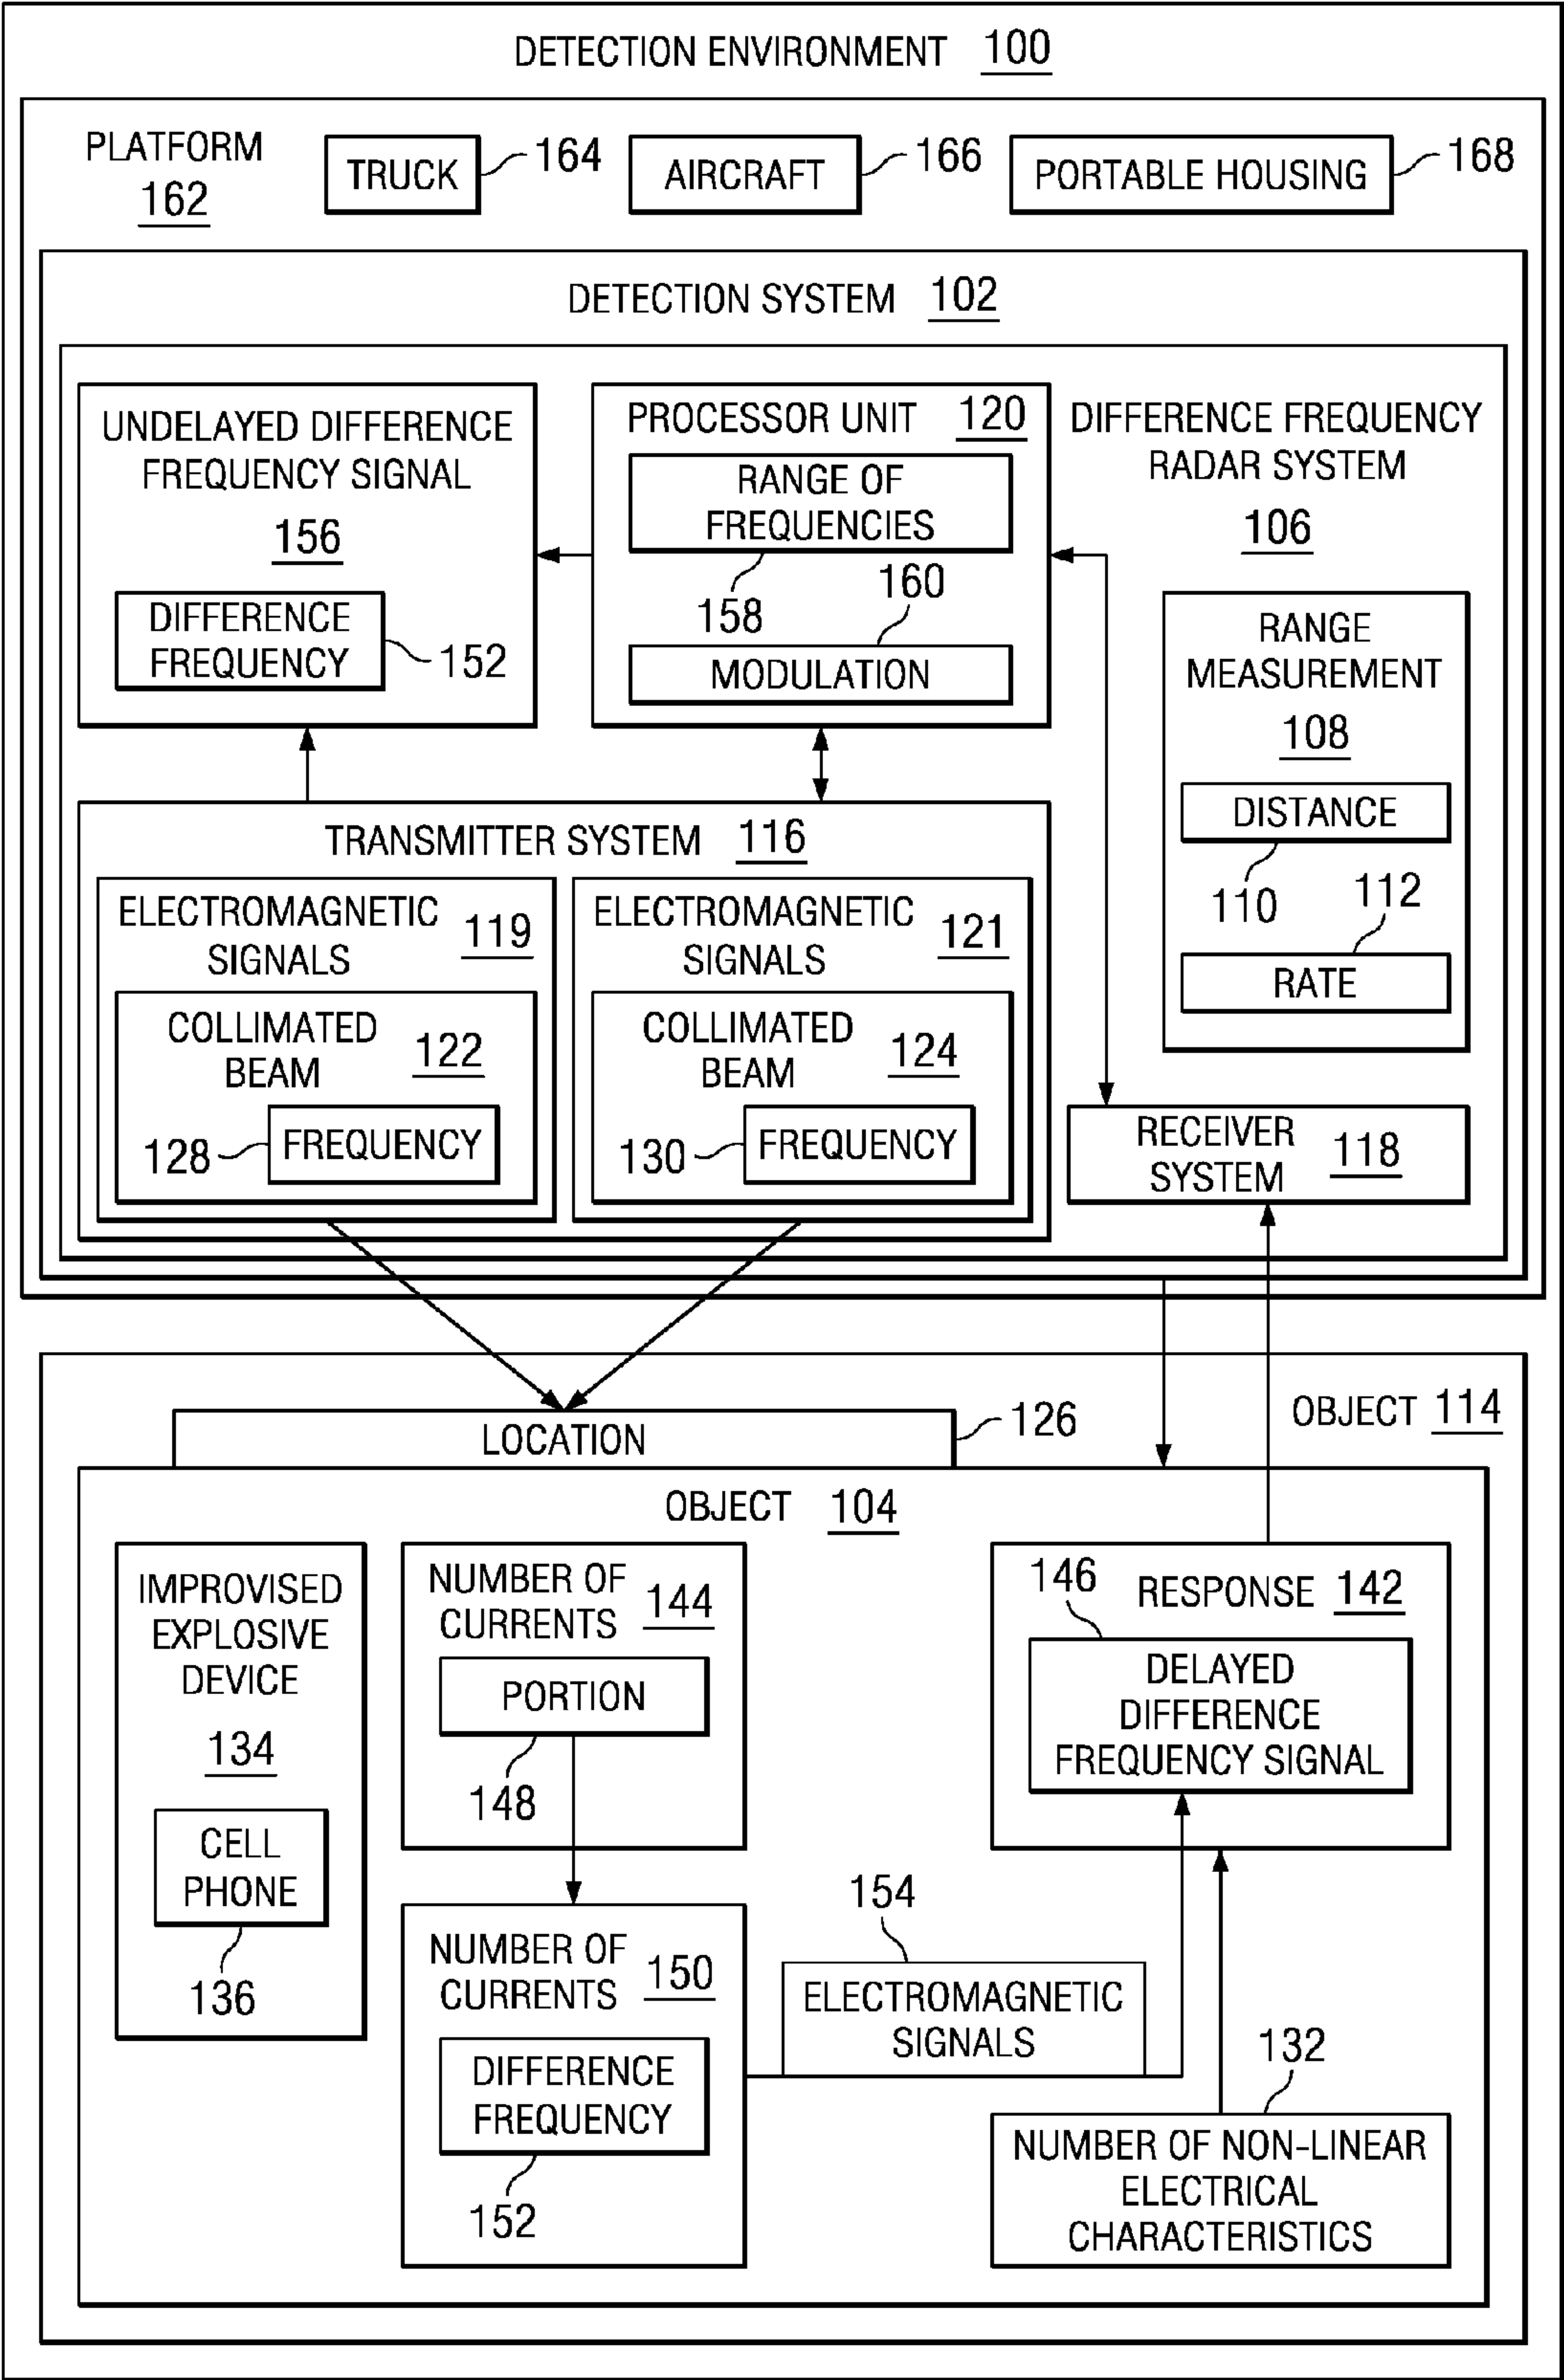 DETECTION ENVIRONMENT 100
PLATFORM
162
TRUCK 164
AIRCRAFT 166
PORTABLE HOUSING 168
DETECTION SYSTEM 102
UNDELAYED DIFFERENCE
FREQUENCY SIGNAL
156
DIFFERENCE
FREQUENCY
152
PROCESSOR UNIT 120
RANGE OF
FREQUENCIES
158
160
MODULATION
DIFFERENCE FREQUENCY
RADAR SYSTEM
106
RANGE
MEASUREMENT
108
DISTANCE
110
112
RATE
TRANSMITTER SYSTEM 116
ELECTROMAGNETIC
SIGNALS
119
COLLIMATED
BEAM
122
128
FREQUENCY
ELECTROMAGNETIC
SIGNALS
121
COLLIMATED
BEAM
124
130
FREQUENCY
RECEIVER
SYSTEM
118
OBJECT 114
LOCATION
126
OBJECT 104
IMPROVISED
EXPLOSIVE
DEVICE
134
CELL
PHONE
136
NUMBER OF
CURRENTS
144
PORTION
148
NUMBER OF
CURRENTS
150
DIFFERENCE
FREQUENCY
152
154
ELECTROMAGNETIC
SIGNALS
146
RESPONSE 142
DELAYED
DIFFERENCE
FREQUENCY SIGNAL
132
NUMBER OF NON-LINEAR
ELECTRICAL
CHARACTERISTICS